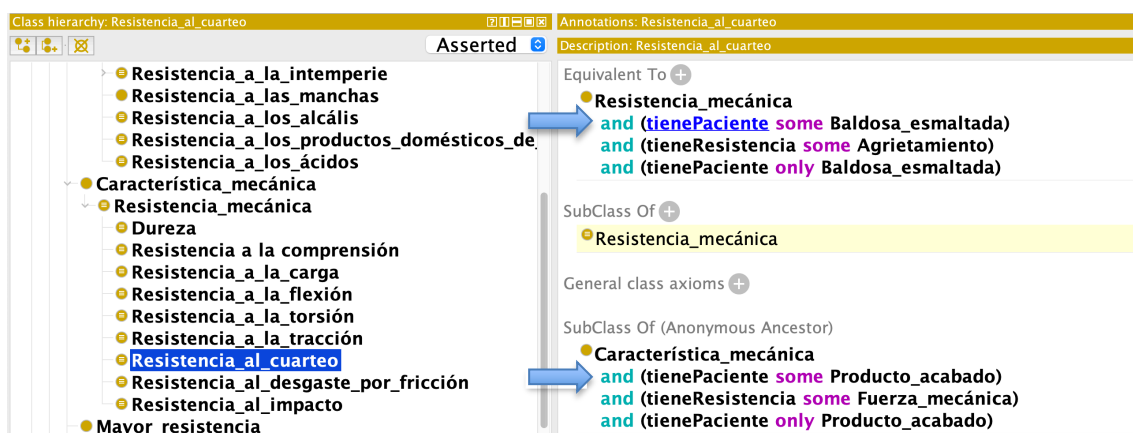 Class hierarchy: Resistencia_al_cuarteo
Asserted
Resistencia_a_la_intemperie
Resistencia_a_las_manchas
Resistencia_a_los_alcális
Resistencia_a_los_productos_domésticos_de_
Resistencia_a_los_ácidos
Característica_mecánica
Resistencia_mecánica
Dureza
Resistencia a la comprensión
Resistencia_a_la_carga
Resistencia_a_la_flexión
Resistencia_a_la_torsión
Resistencia_a_la_tracción
Resistencia_al_cuarteo
Resistencia_al_desgaste_por_fricción
Resistencia_al_impacto
Mayor_resistencia
Annotations: Resistencia_al_cuarteo
Description: Resistencia_al_cuarteo
Equivalent To
Resistencia_mecánica
and (tienePaciente some Baldosa_esmaltada)
and (tieneResistencia some Agrietamiento)
and (tienePaciente only Baldosa_esmaltada)
SubClass Of
Resistencia_mecánica
General class axioms
SubClass Of (Anonymous Ancestor)
Característica_mecánica
and (tienePaciente some Producto_acabado)
and (tieneResistencia some Fuerza_mecánica)
and (tienePaciente only Producto_acabado)